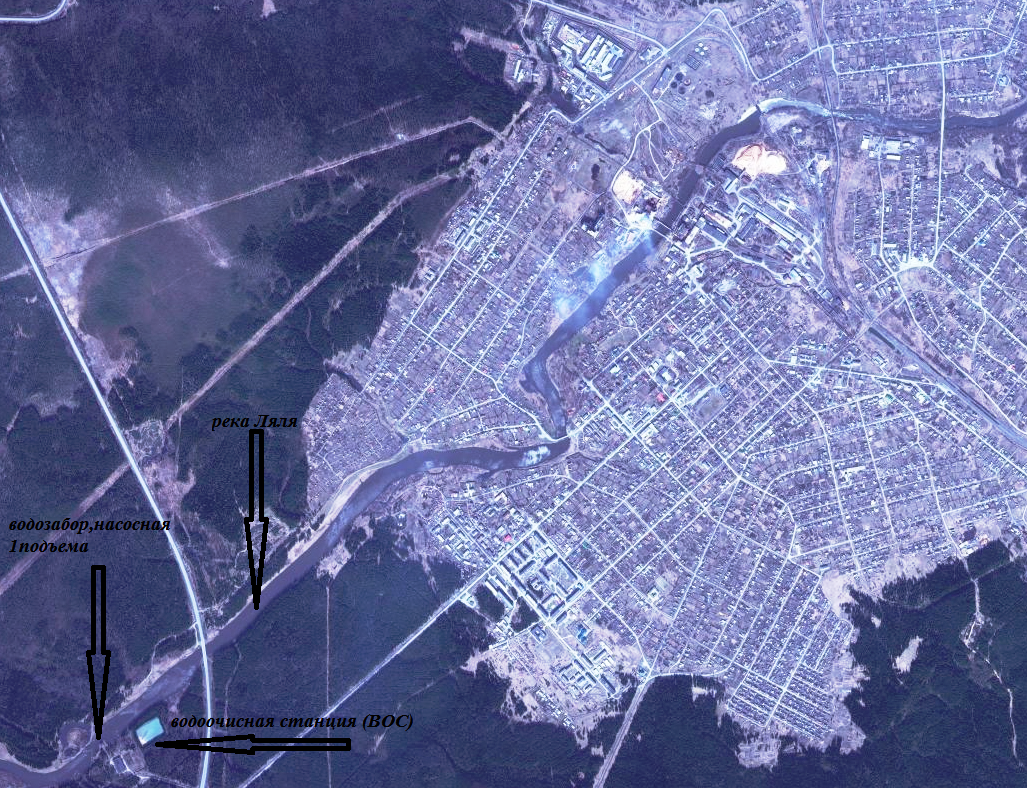 река Ляля
водозабор,насосная
1подъема
водоочисная станция (ВОС)